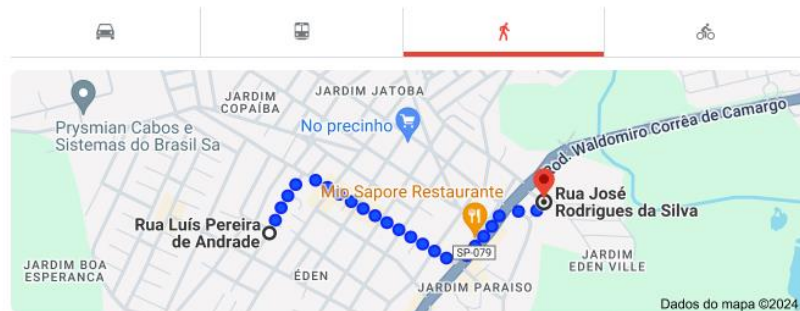 JARDIM JATOBA
JARDIM
COPAÍBA
Prysmian Cabos e
Sistemas do Brasil Sa
No precinho
Rod. Waldomiro Corrêa de Camargo
Mio Sapore Restaurante
Rua José
Rodrigues da Silva
Rua Luís Pereira
de Andrade
SP-079
JARDIM BOA
ESPERANCA
ÉDEN
JARDIM
EDEN VILLE
JARDIM PARAISO
Dados do mapa ©2024